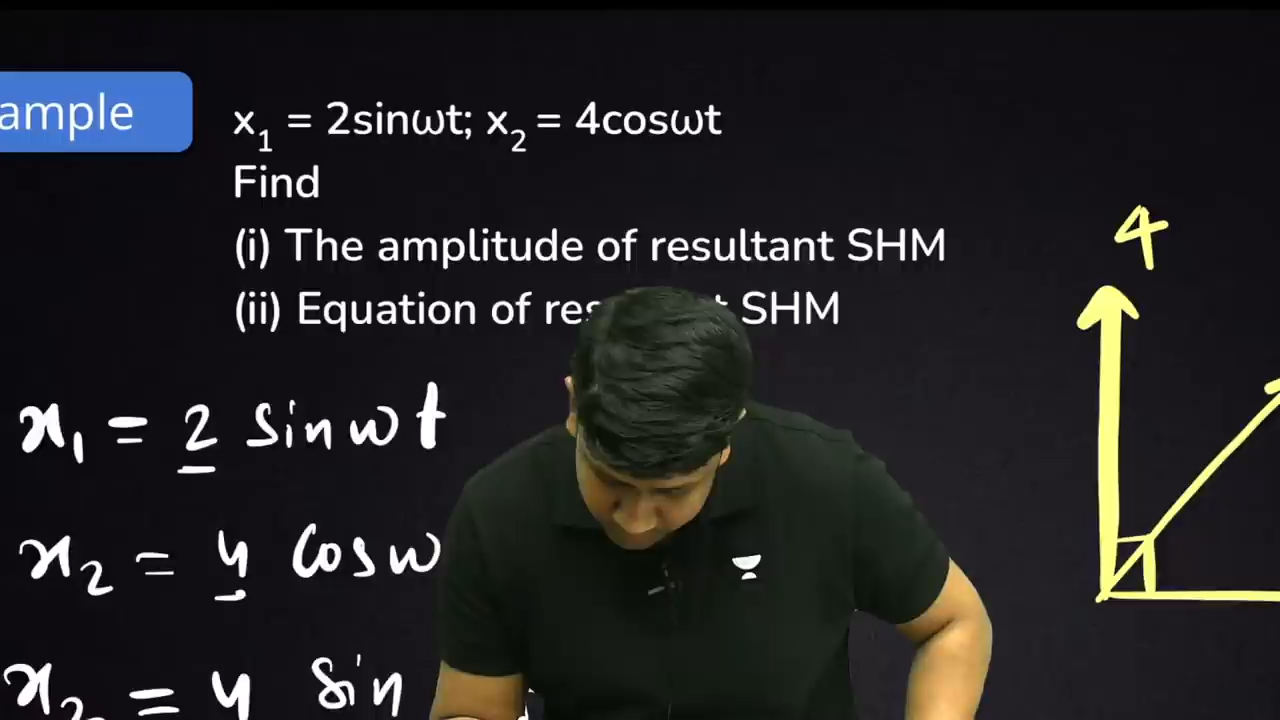 ample
x₁ = 2sinωt; x₂ = 4cosωt
Find
(i) The amplitude of resultant SHM
(ii) Equation of res t SHM
4
x₁ = 2 sinωt
x₂ = 4 cosω
x₂ = 4 sin